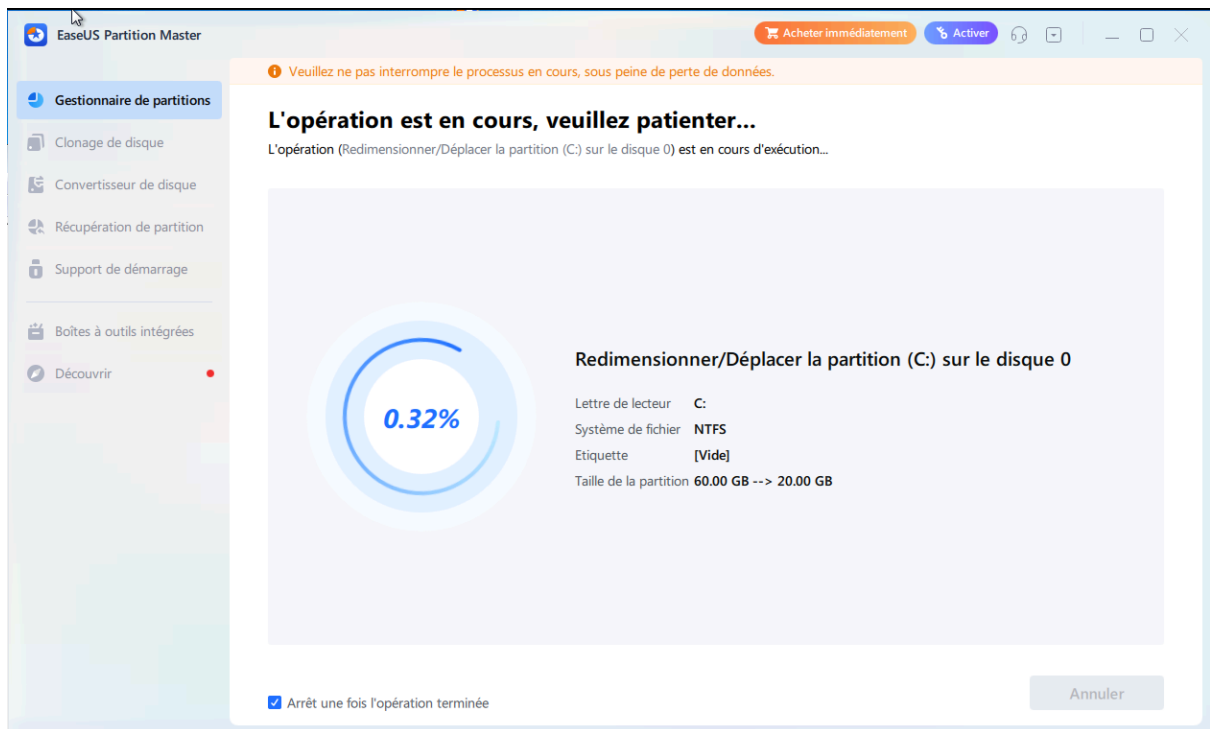 EaseUS Partition Master
Acheter immédiatement
Activer
Veuillez ne pas interrompre le processus en cours, sous peine de perte de données.
Gestionnaire de partitions
Clonage de disque
Convertisseur de disque
Récupération de partition
Support de démarrage
Boîtes à outils intégrées
Découvrir
L'opération est en cours, veuillez patienter...
L'opération (Redimensionner/Déplacer la partition (C:) sur le disque 0) est en cours d'exécution...
0.32%
Redimensionner/Déplacer la partition (C:) sur le disque 0
Lettre de lecteur C:
Système de fichier NTFS
Etiquette [Vide]
Taille de la partition 60.00 GB --> 20.00 GB
Arrêt une fois l'opération terminée
Annuler